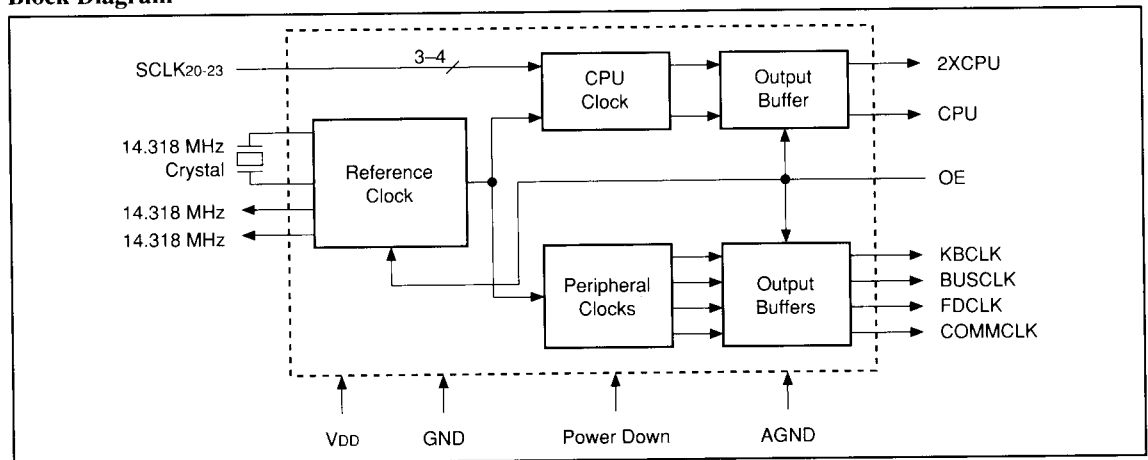 Block Diagram
SCLK20-23
3–4
CPU
Clock
Output
Buffer
2XCPU
CPU
14.318 MHz
Crystal
Reference
Clock
OE
14.318 MHz
14.318 MHz
Peripheral
Clocks
Output
Buffers
KBCLK
BUSCLK
FDCLK
COMMCLK
VDD
GND
Power Down
AGND